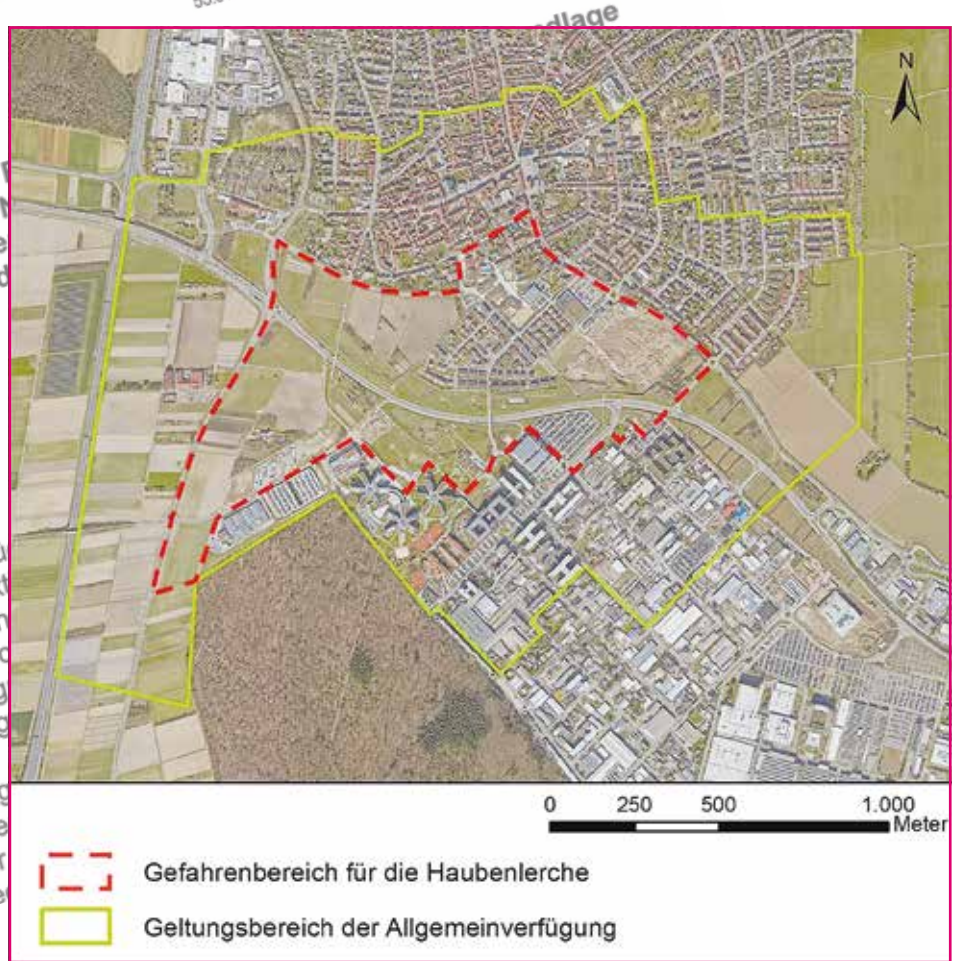 N
0 250 500 1.000
Meter
Gefahrenbereich für die Haubenlerche
Geltungsbereich der Allgemeinverfügung